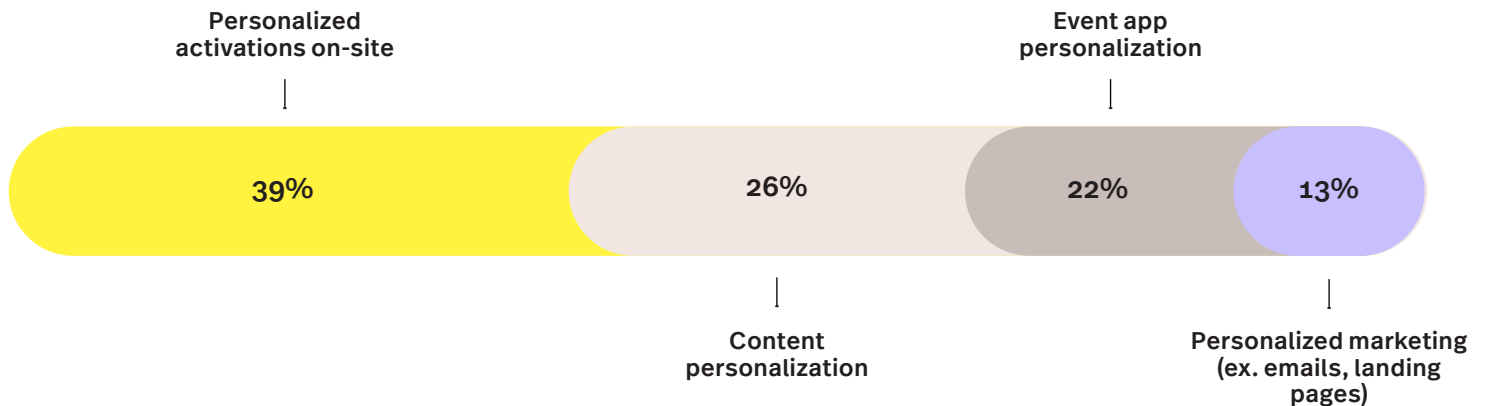 Personalized
activations on-site
Event app
personalization
39%
26%
22%
13%
Content
personalization
Personalized marketing
(ex. emails, landing
pages)